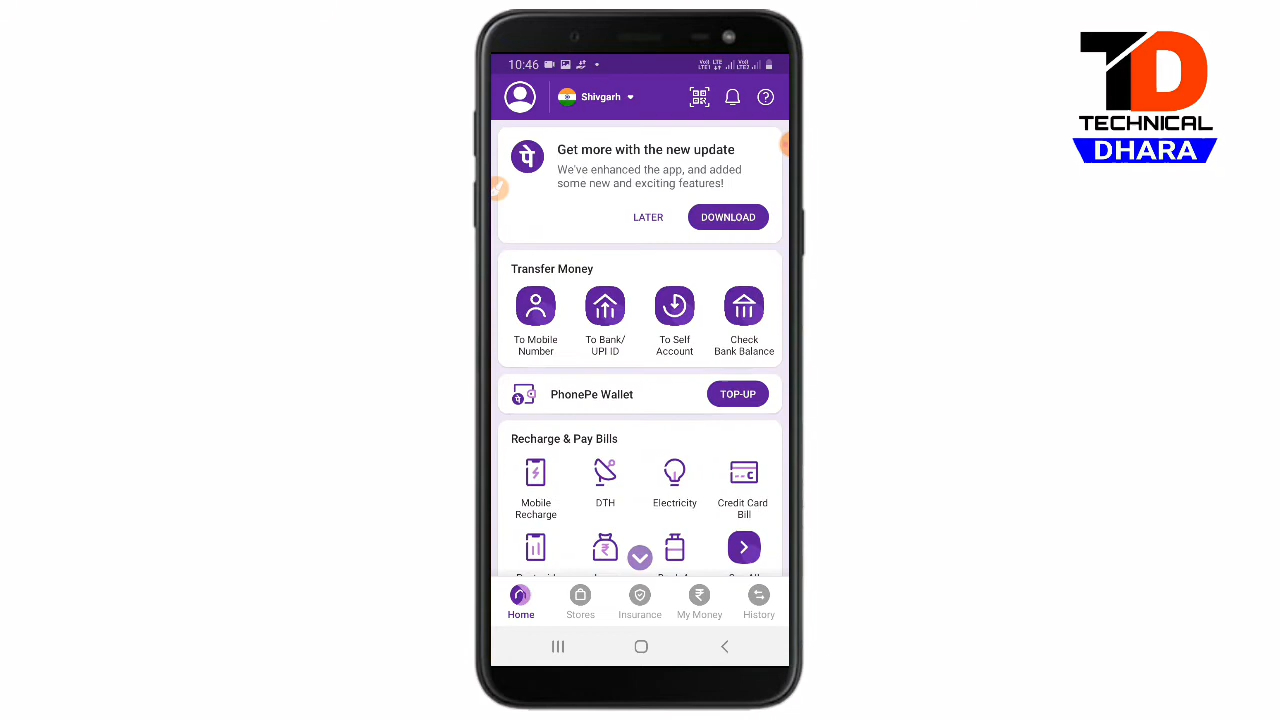 10:46
Shivgarh
TD
TECHNICAL
DHARA
पे
Get more with the new update
We've enhanced the app, and added
some new and exciting features!
LATER
DOWNLOAD
Transfer Money
To Mobile
Number
To Bank/
UPI ID
To Self
Account
Check
Bank Balance
PhonePe Wallet
TOP-UP
Recharge & Pay Bills
Mobile
Recharge
DTH
Electricity
Credit Card
Bill
Home
Stores
Insurance
My Money
History